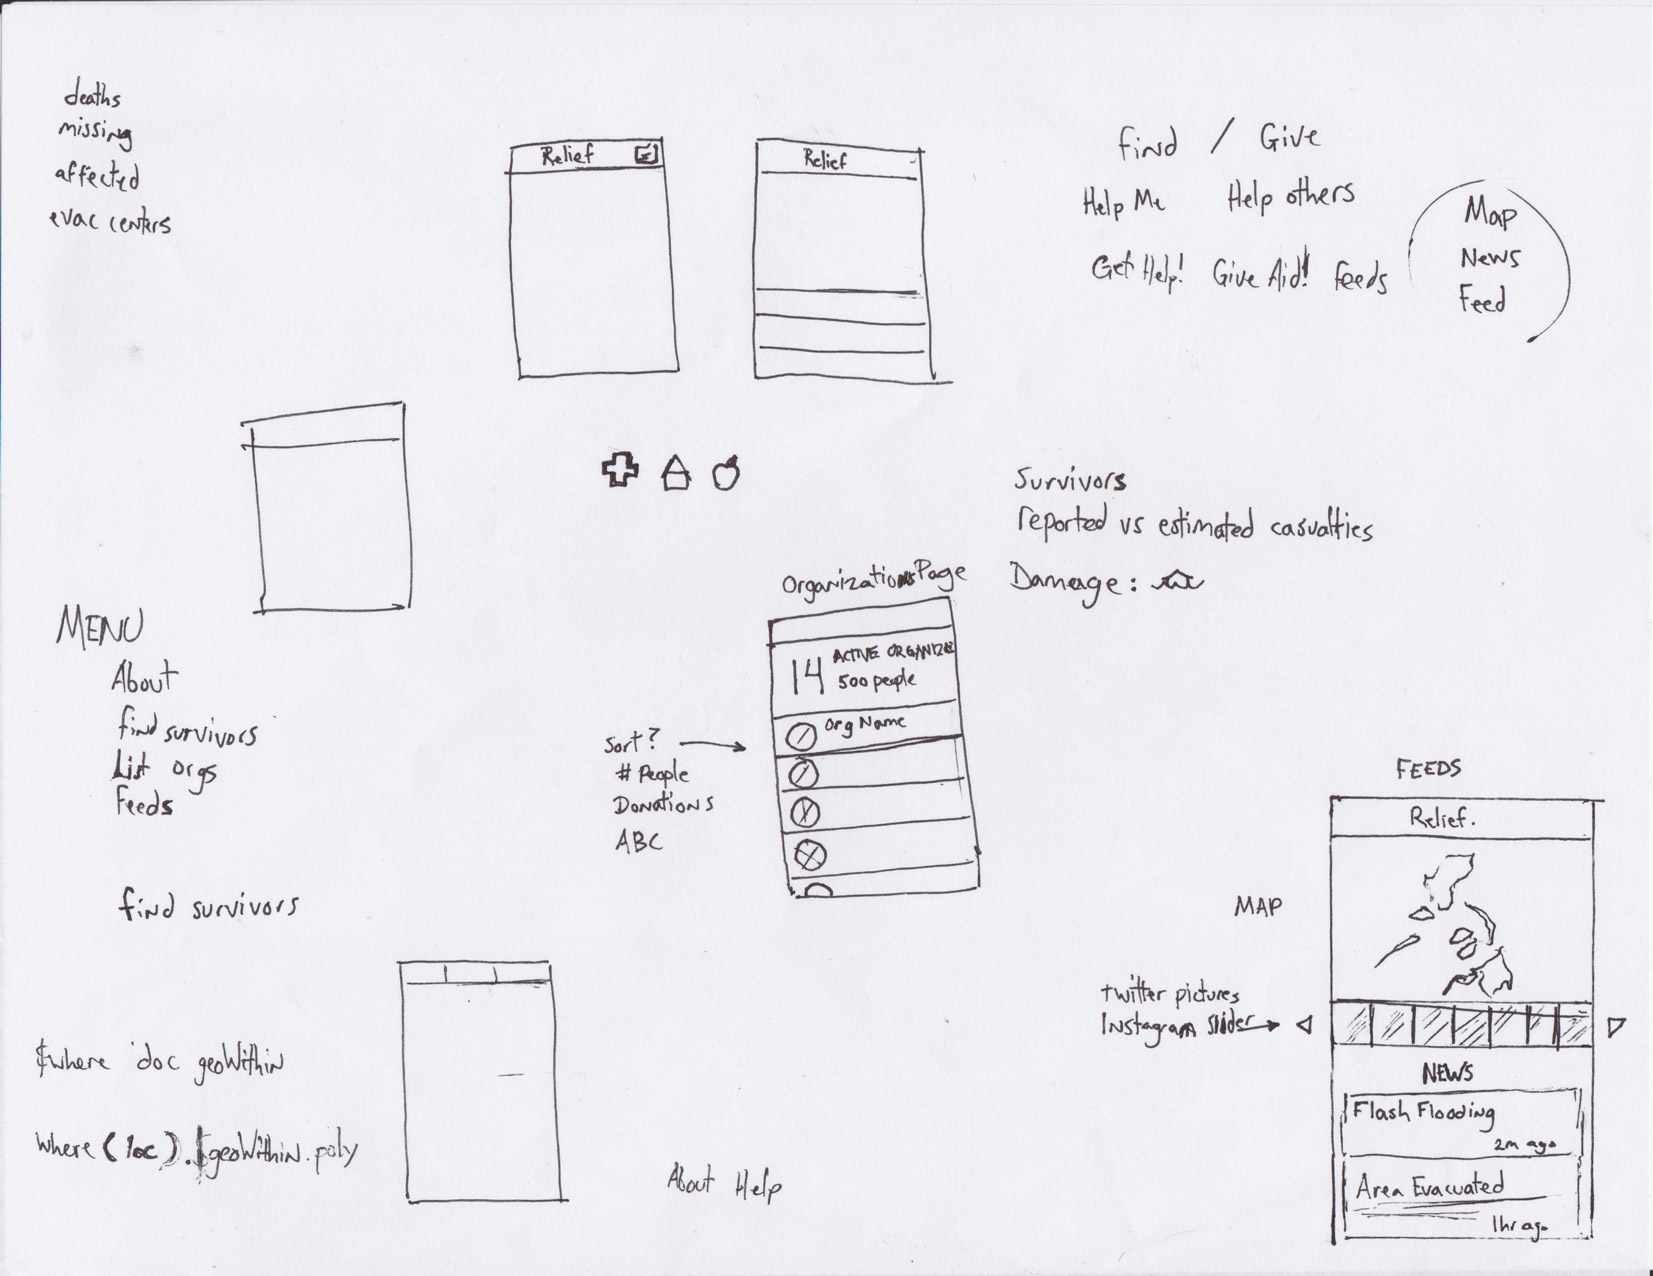 deaths
missing
affected
evac centers
Relief
Relief
find / Give
Help Me Help others
Get Help! Give Aid! feeds
Map
News
Feed
Survivors
reported vs estimated casualties
Damage:
MENU
About
find survivors
List orgs
feeds
find survivors
Organizations Page
14 ACTIVE ORGANIZE
500 people
Org Name
Sort?
# People
Donations
ABC
FEEDS
Relief.
MAP
twitter pictures
Instagram slider
NEWS
Flash Flooding
2m ago
Area Evacuated
1hr ago
$where doc geoWithin
where (loc). geoWithin.poly
About Help